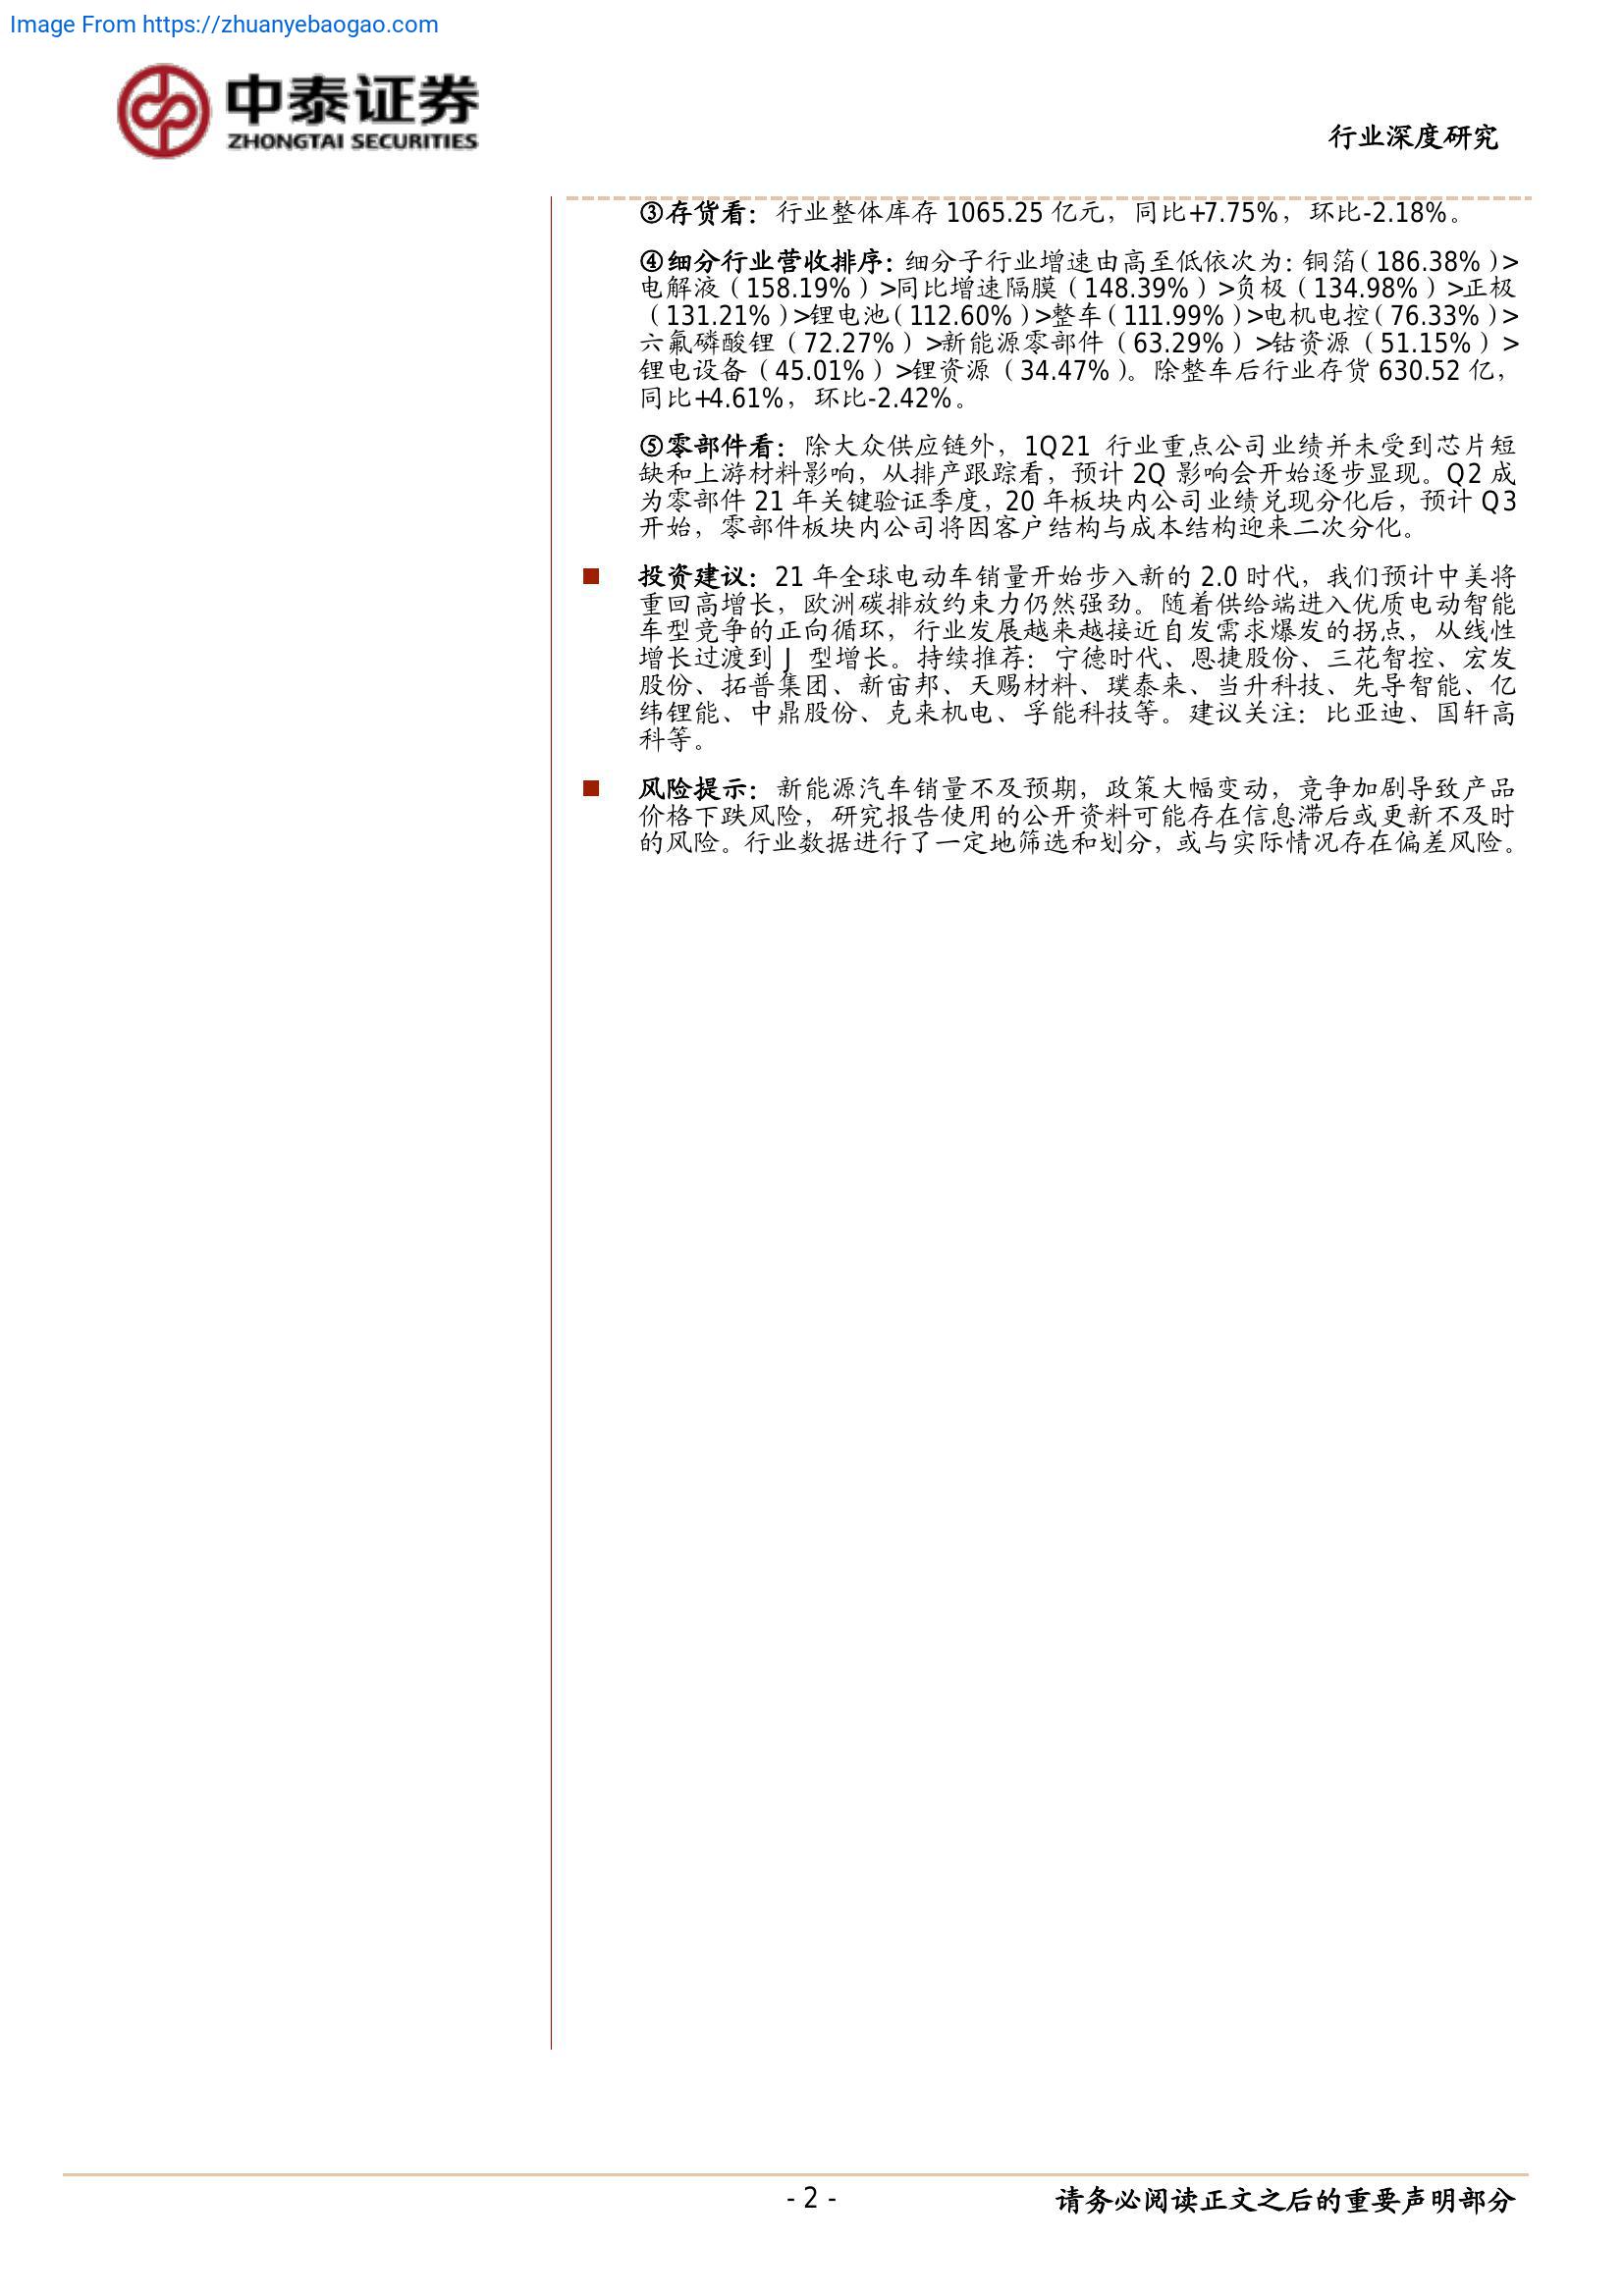 Image From https://zhuanyebaogao.com
中泰证券
ZHONGTAI SECURITIES
行业深度研究
③存货看：行业整体库存 1065.25 亿元，同比+7.75%，环比-2.18%。
④细分行业营收排序：细分子行业增速由高至低依次为：铜箔（186.38%）>
电解液（158.19%）>同比增速隔膜（148.39%）>负极（134.98%）>正极
（131.21%）>锂电池（112.60%）>整车（111.99%）>电机电控（76.33%）>
六氟磷酸锂（72.27%）>新能源零部件（63.29%）>钴资源（51.15%）>
锂电设备（45.01%）>锂资源（34.47%）。除整车后行业存货 630.52 亿，
同比+4.61%，环比-2.42%。
⑤零部件看：除大众供应链外，1Q21 行业重点公司业绩并未受到芯片短
缺和上游材料影响，从排产跟踪看，预计 2Q 影响会开始逐步显现。Q2 成
为零部件 21 年关键验证季度，20 年板块内公司业绩兑现分化后，预计 Q3
开始，零部件板块内公司将因客户结构与成本结构迎来二次分化。
■ 投资建议：21 年全球电动车销量开始步入新的 2.0 时代，我们预计中美将
重回高增长，欧洲碳排放约束力仍然强劲。随着供给端进入优质电动智能
车型竞争的正向循环，行业发展越来越接近自发需求爆发的拐点，从线性
增长过渡到 J 型增长。持续推荐：宁德时代、恩捷股份、三花智控、宏发
股份、拓普集团、新宙邦、天赐材料、璞泰来、当升科技、先导智能、亿
纬锂能、中鼎股份、克来机电、孚能科技等。建议关注：比亚迪、国轩高
科等。
■ 风险提示：新能源汽车销量不及预期，政策大幅变动，竞争加剧导致产品
价格下跌风险，研究报告使用的公开资料可能存在信息滞后或更新不及时
的风险。行业数据进行了一定地筛选和划分，或与实际情况存在偏差风险。
- 2 -
请务必阅读正文之后的重要声明部分